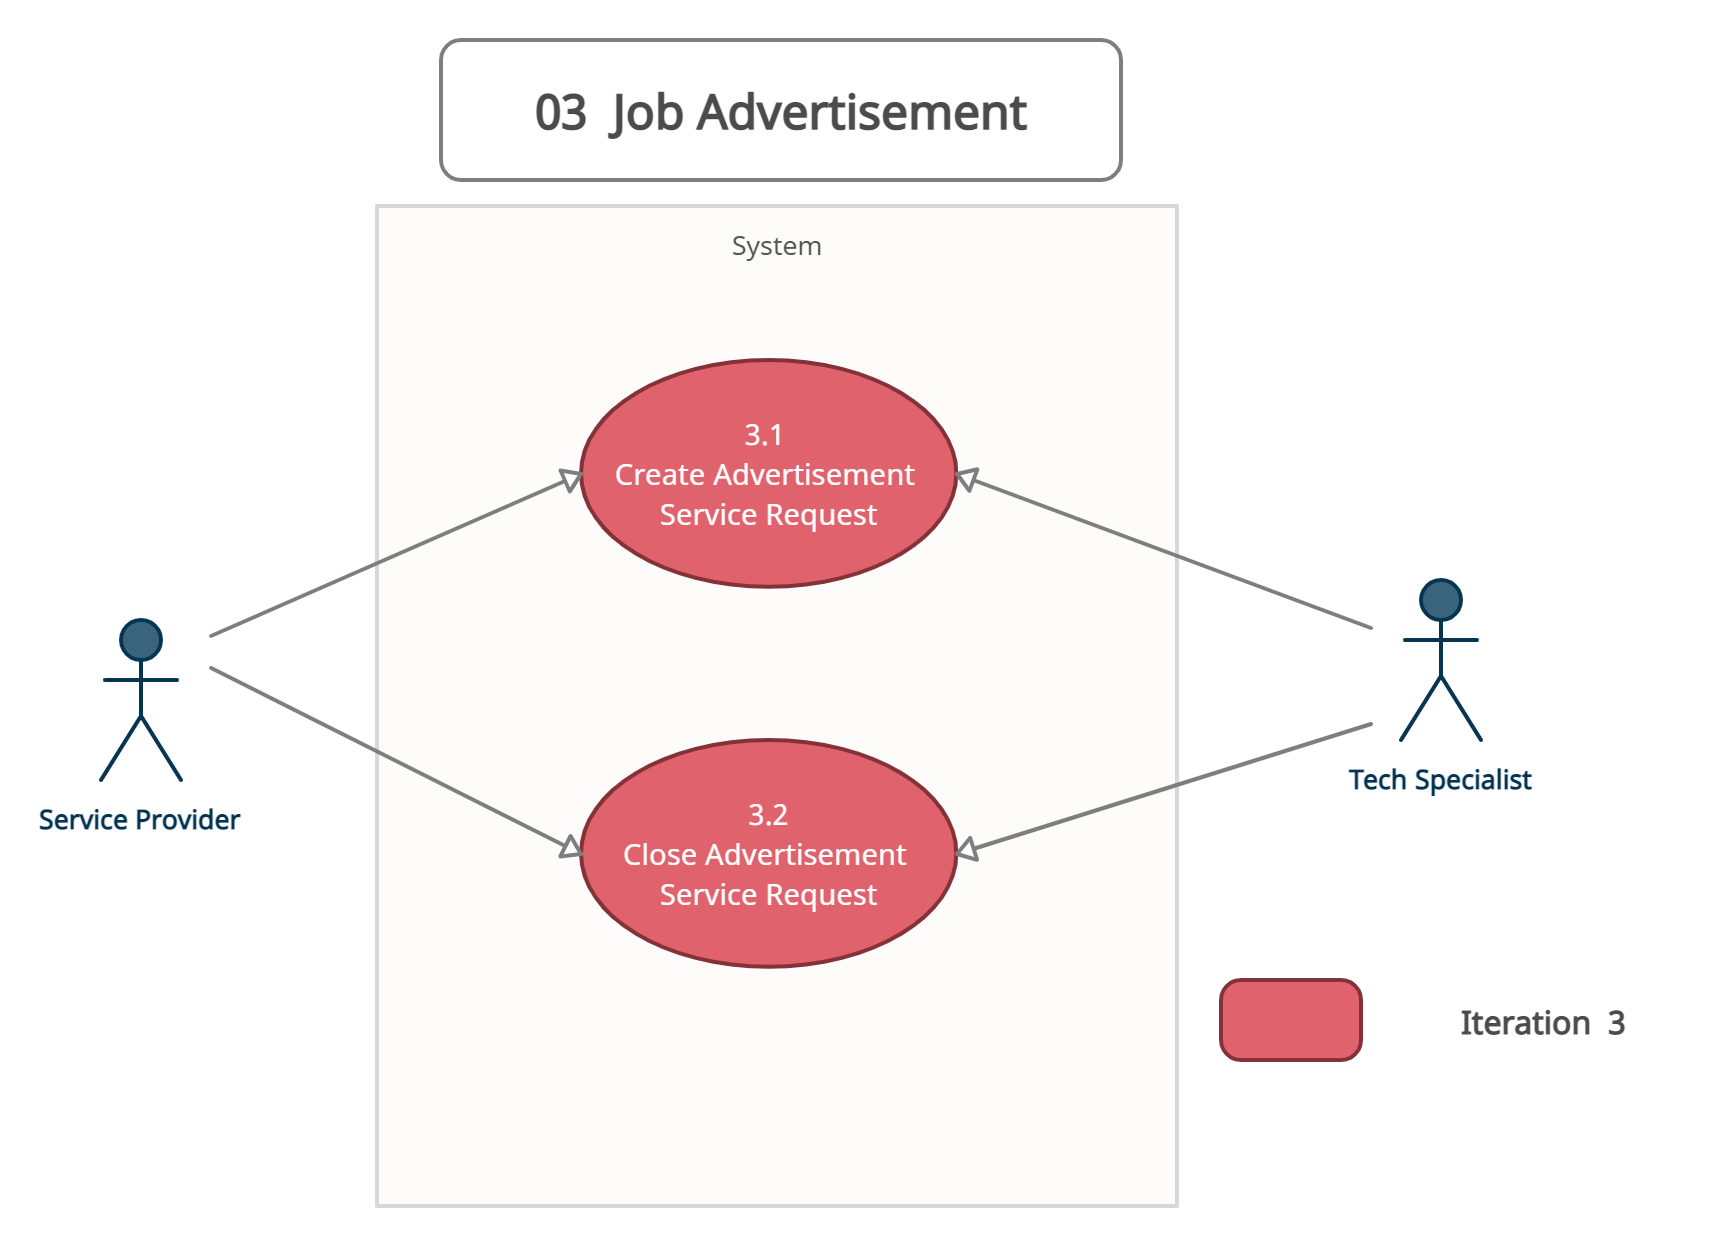 03 Job Advertisement
System
3.1
Create Advertisement
Service Request
Service Provider
Tech Specialist
3.2
Close Advertisement
Service Request
Iteration 3